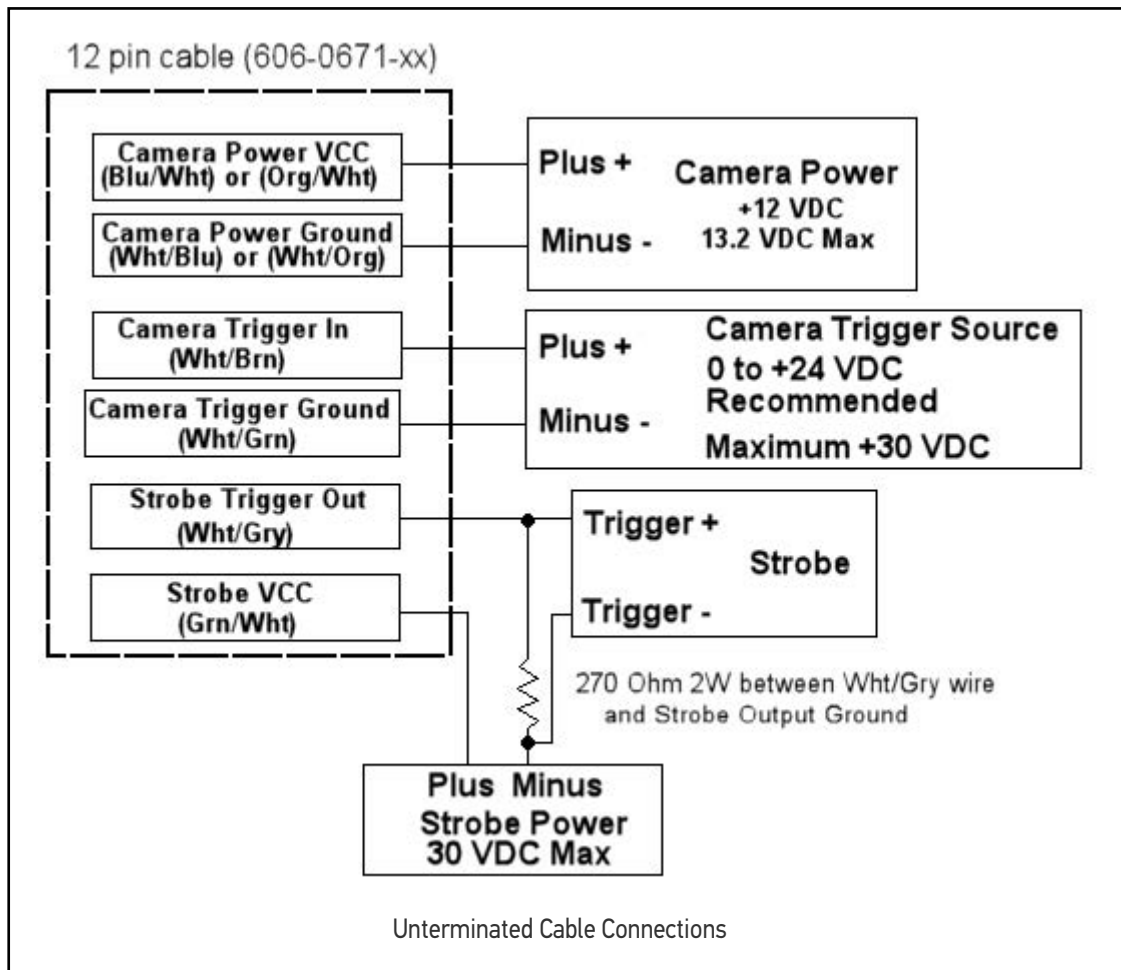 12 pin cable (606-0671-xx)
Camera Power VCC
(Blu/Wht) or (Org/Wht)
Camera Power Ground
(Wht/Blu) or (Wht/Org)
Camera Trigger In
(Wht/Brn)
Camera Trigger Ground
(Wht/Grn)
Strobe Trigger Out
(Wht/Gry)
Strobe VCC
(Grn/Wht)
Plus +
Minus -
Camera Power
+12 VDC
13.2 VDC Max
Plus +
Minus -
Camera Trigger Source
0 to +24 VDC
Recommended
Maximum +30 VDC
Trigger +
Strobe
Trigger -
270 Ohm 2W between Wht/Gry wire
and Strobe Output Ground
Plus Minus
Strobe Power
30 VDC Max
Unterminated Cable Connections